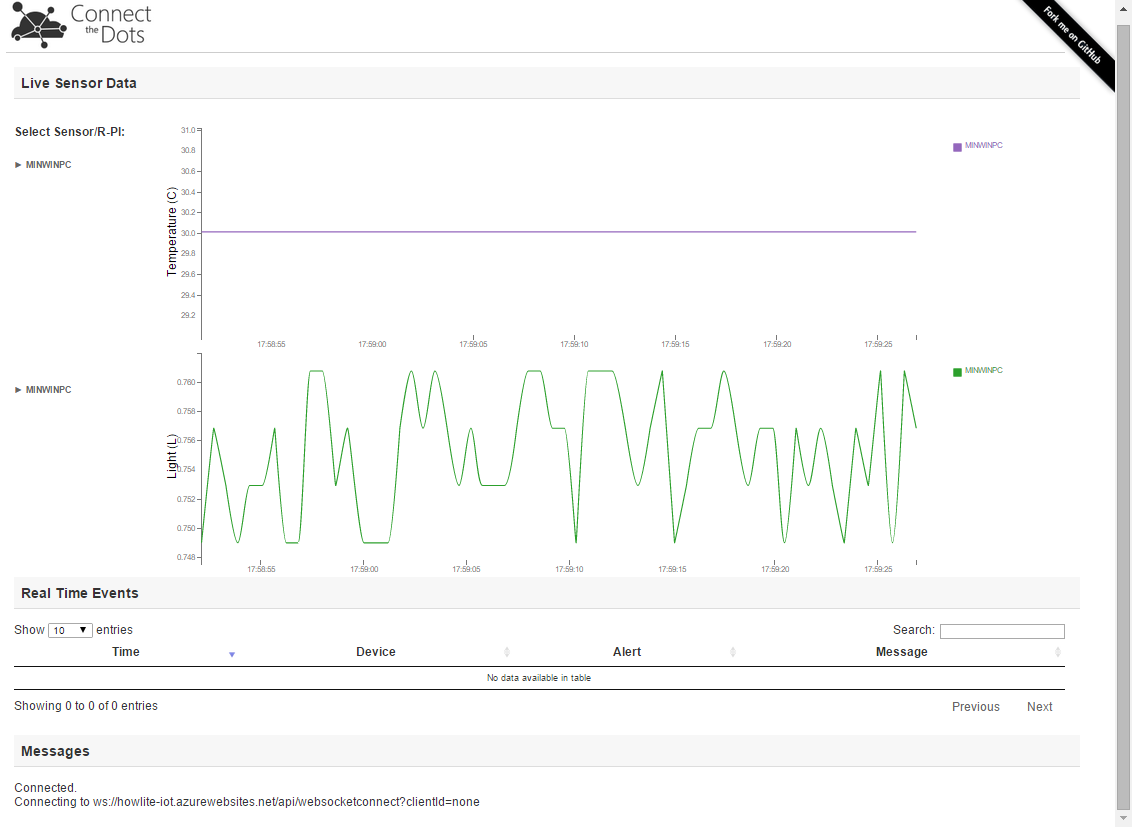 Connect
the Dots
Fork me on GitHub
Live Sensor Data
Select Sensor/R-PI:
► MINWINPC
Temperature (C)
31.0
30.8
30.6
30.4
30.2
30.0
29.8
29.6
29.4
29.2
17:58:55 17:59:00 17:59:05 17:59:10 17:59:15 17:59:20 17:59:25
MINWINPC
► MINWINPC
Light (L)
0.760
0.758
0.756
0.754
0.752
0.750
0.748
17:58:55 17:59:00 17:59:05 17:59:10 17:59:15 17:59:20 17:59:25
MINWINPC
Real Time Events
Show 10 ▼ entries Search:
Time Device Alert Message
No data available in table
Showing 0 to 0 of 0 entries Previous Next
Messages
Connected.
Connecting to ws://howlite-iot.azurewebsites.net/api/websocketconnect?clientId=none